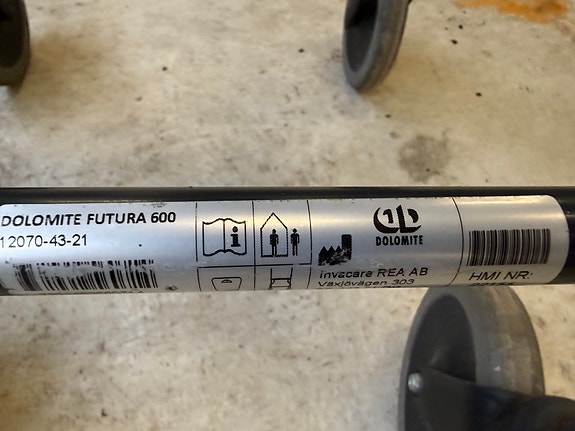 DOLOMITE FUTURA 600
12070-43-21
i
DOLOMITE
Invacare REA AB
Växjövägen 303
HMI NR: